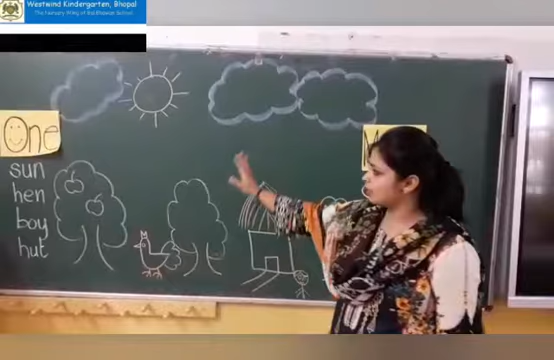 Westwind Kindergarten, Bhopal
The Nursery Wing of Bal Bhawan School
One
sun
hen
boy
hut